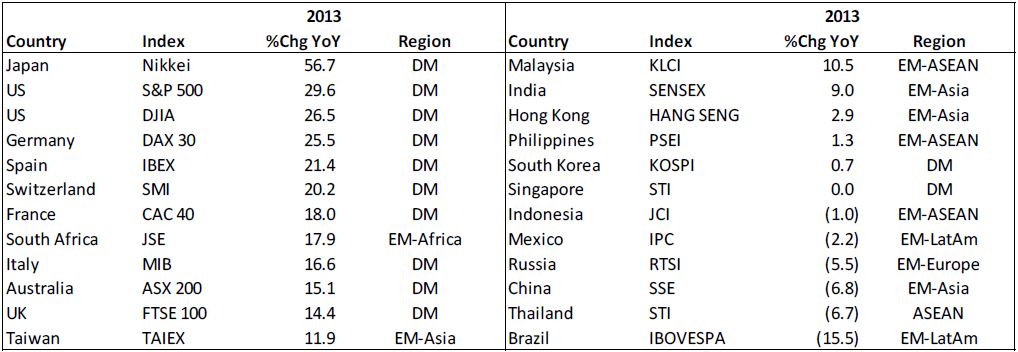 2013 2013
Country Index %Chg YoY Region Country Index %Chg YoY Region
Japan Nikkei 56.7 DM Malaysia KLCI 10.5 EM-ASEAN
US S&P 500 29.6 DM India SENSEX 9.0 EM-Asia
US DJIA 26.5 DM Hong Kong HANG SENG 2.9 EM-Asia
Germany DAX 30 25.5 DM Philippines PSEI 1.3 EM-ASEAN
Spain IBEX 21.4 DM South Korea KOSPI 0.7 DM
Switzerland SMI 20.2 DM Singapore STI 0.0 DM
France CAC 40 18.0 DM Indonesia JCI (1.0) EM-ASEAN
South Africa JSE 17.9 EM-Africa Mexico IPC (2.2) EM-LatAm
Italy MIB 16.6 DM Russia RTSI (5.5) EM-Europe
Australia ASX 200 15.1 DM China SSE (6.8) EM-Asia
UK FTSE 100 14.4 DM Thailand STI (6.7) ASEAN
Taiwan TAIEX 11.9 EM-Asia Brazil IBOVESPA (15.5) EM-LatAm